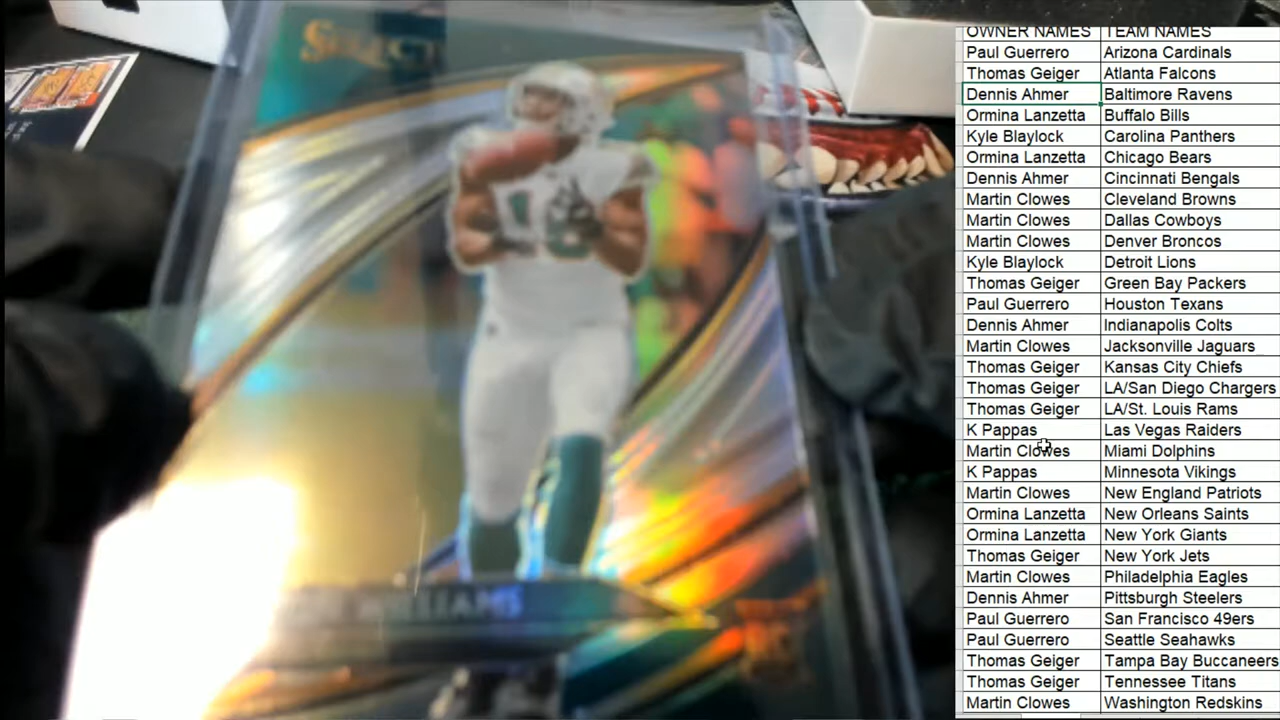 SELECT
18
WILLIAMS
OWNER NAMES TEAM NAMES
Paul Guerrero Arizona Cardinals
Thomas Geiger Atlanta Falcons
Dennis Ahmer Baltimore Ravens
Ormina Lanzetta Buffalo Bills
Kyle Blaylock Carolina Panthers
Ormina Lanzetta Chicago Bears
Dennis Ahmer Cincinnati Bengals
Martin Clowes Cleveland Browns
Martin Clowes Dallas Cowboys
Martin Clowes Denver Broncos
Kyle Blaylock Detroit Lions
Thomas Geiger Green Bay Packers
Paul Guerrero Houston Texans
Dennis Ahmer Indianapolis Colts
Martin Clowes Jacksonville Jaguars
Thomas Geiger Kansas City Chiefs
Thomas Geiger LA/San Diego Chargers
Thomas Geiger LA/St. Louis Rams
K Pappas Las Vegas Raiders
Martin Clowes Miami Dolphins
K Pappas Minnesota Vikings
Martin Clowes New England Patriots
Ormina Lanzetta New Orleans Saints
Ormina Lanzetta New York Giants
Thomas Geiger New York Jets
Martin Clowes Philadelphia Eagles
Dennis Ahmer Pittsburgh Steelers
Paul Guerrero San Francisco 49ers
Paul Guerrero Seattle Seahawks
Thomas Geiger Tampa Bay Buccaneers
Thomas Geiger Tennessee Titans
Martin Clowes Washington Redskins